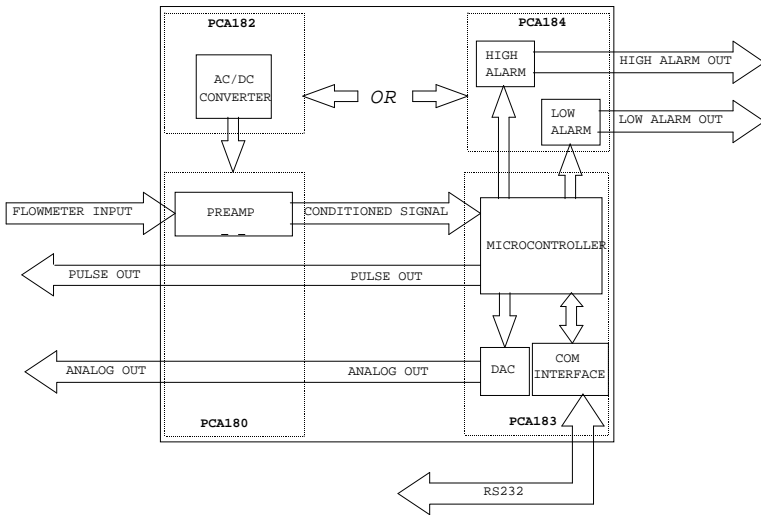 PCA182
PCA184
AC/DC
CONVERTER
OR
HIGH
ALARM
HIGH ALARM OUT
LOW
ALARM
LOW ALARM OUT
FLOWMETER INPUT
PREAMP
CONDITIONED SIGNAL
MICROCONTROLLER
PULSE OUT
PULSE OUT
ANALOG OUT
ANALOG OUT
DAC
COM
INTERFACE
PCA180
PCA183
RS232